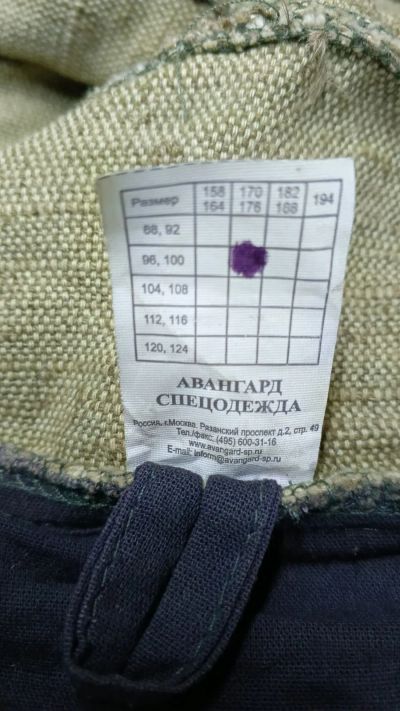 Размер 158 170 182 194
164 176 188
88, 92
96, 100
104, 108
112, 116
120, 124
АВАНГАРД
СПЕЦОДЕЖДА
Россия, г.Москва. Рязанский проспект д.2, стр. 49
Тел./факс: (495) 600-31-16
www.avangard-sp.ru
E-mail: inform@avangard-sp.ru